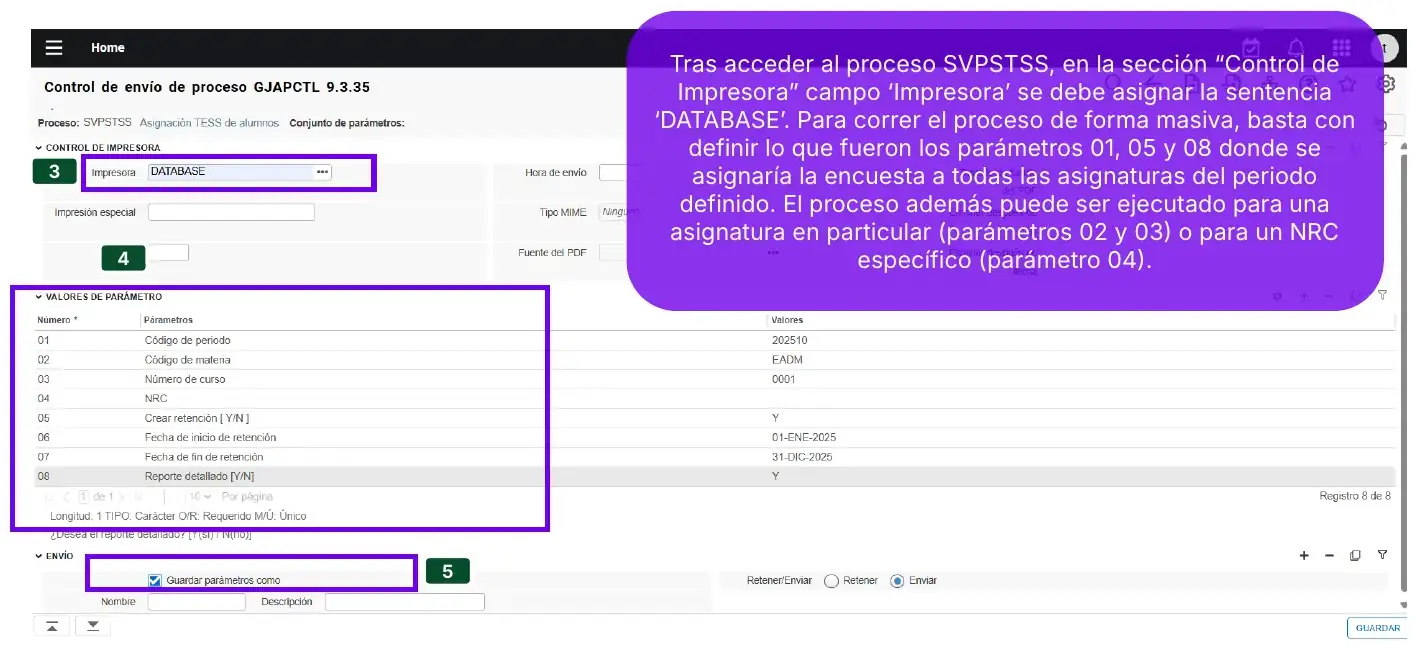 Home
t
Tras acceder al proceso SVPSTSS, en la sección “Control de
Impresora” campo ‘Impresora’ se debe asignar la sentencia
‘DATABASE’. Para correr el proceso de forma masiva, basta con
definir lo que fueron los parámetros 01, 05 y 08 donde se
asignaría la encuesta a todas las asignaturas del periodo
definido. El proceso además puede ser ejecutado para una
asignatura en particular (parámetros 02 y 03) o para un NRC
específico (parámetro 04).
Control de envío de proceso GJAPCTL 9.3.35
Proceso: SVPSTSS Asignación TESS de alumnos Conjunto de parámetros:
CONTROL DE IMPRESORA
3
Impresora DATABASE ••• Hora de envío
Impresión especial Tipo MIME Ninguno
4
Fuente del PDF
VALORES DE PARÁMETRO
Número * Párametros Valores
01 Código de periodo 202510
02 Código de materia EADM
03 Número de curso 0001
04 NRC
05 Crear retención [ Y/N ] Y
06 Fecha de inicio de retención 01-ENE-2025
07 Fecha de fin de retención 31-DIC-2025
08 Reporte detallado [Y/N] Y
1 de 1 10 Por página Registro 8 de 8
Longitud: 1 TIPO: Carácter O/R: Requerido M/Ú: Único
¿Desea el reporte detallado? [Y(sí) / N(no)]
ENVÍO
5
Guardar parámetros como Retener/Enviar Retener Enviar
Nombre Descripción
GUARDAR